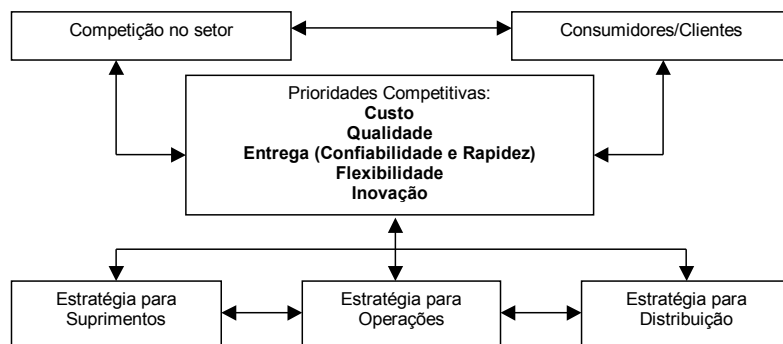 Competição no setor
Consumidores/Clientes
Prioridades Competitivas:
Custo
Qualidade
Entrega (Confiabilidade e Rapidez)
Flexibilidade
Inovação
Estratégia para
Suprimentos
Estratégia para
Operações
Estratégia para
Distribuição